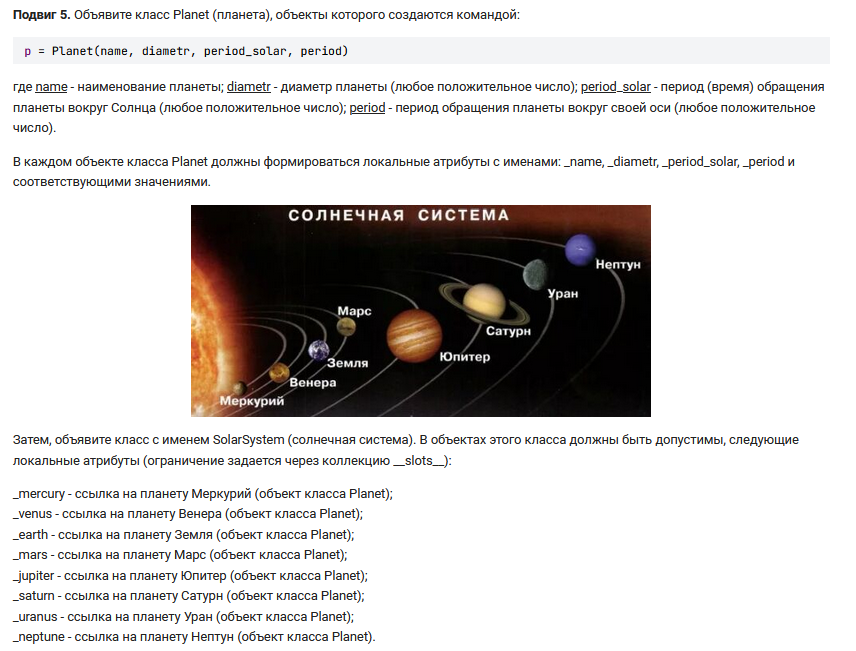 Подвиг 5. Объявите класс Planet (планета), объекты которого создаются командой:
p = Planet(name, diametr, period_solar, period)
где name - наименование планеты; diametr - диаметр планеты (любое положительное число); period_solar - период (время) обращения
планеты вокруг Солнца (любое положительное число); period - период обращения планеты вокруг своей оси (любое положительное
число).
В каждом объекте класса Planet должны формироваться локальные атрибуты с именами: _name, _diametr, _period_solar, _period и
соответствующими значениями.
СОЛНЕЧНАЯ СИСТЕМА
Нептун
Уран
Марс
Сатурн
Юпитер
Земля
Венера
Меркурий
Затем, объявите класс с именем SolarSystem (солнечная система). В объектах этого класса должны быть допустимы, следующие
локальные атрибуты (ограничение задается через коллекцию __slots__):
_mercury - ссылка на планету Меркурий (объект класса Planet);
_venus - ссылка на планету Венера (объект класса Planet);
_earth - ссылка на планету Земля (объект класса Planet);
_mars - ссылка на планету Марс (объект класса Planet);
_jupiter - ссылка на планету Юпитер (объект класса Planet);
_saturn - ссылка на планету Сатурн (объект класса Planet);
_uranus - ссылка на планету Уран (объект класса Planet);
_neptune - ссылка на планету Нептун (объект класса Planet).